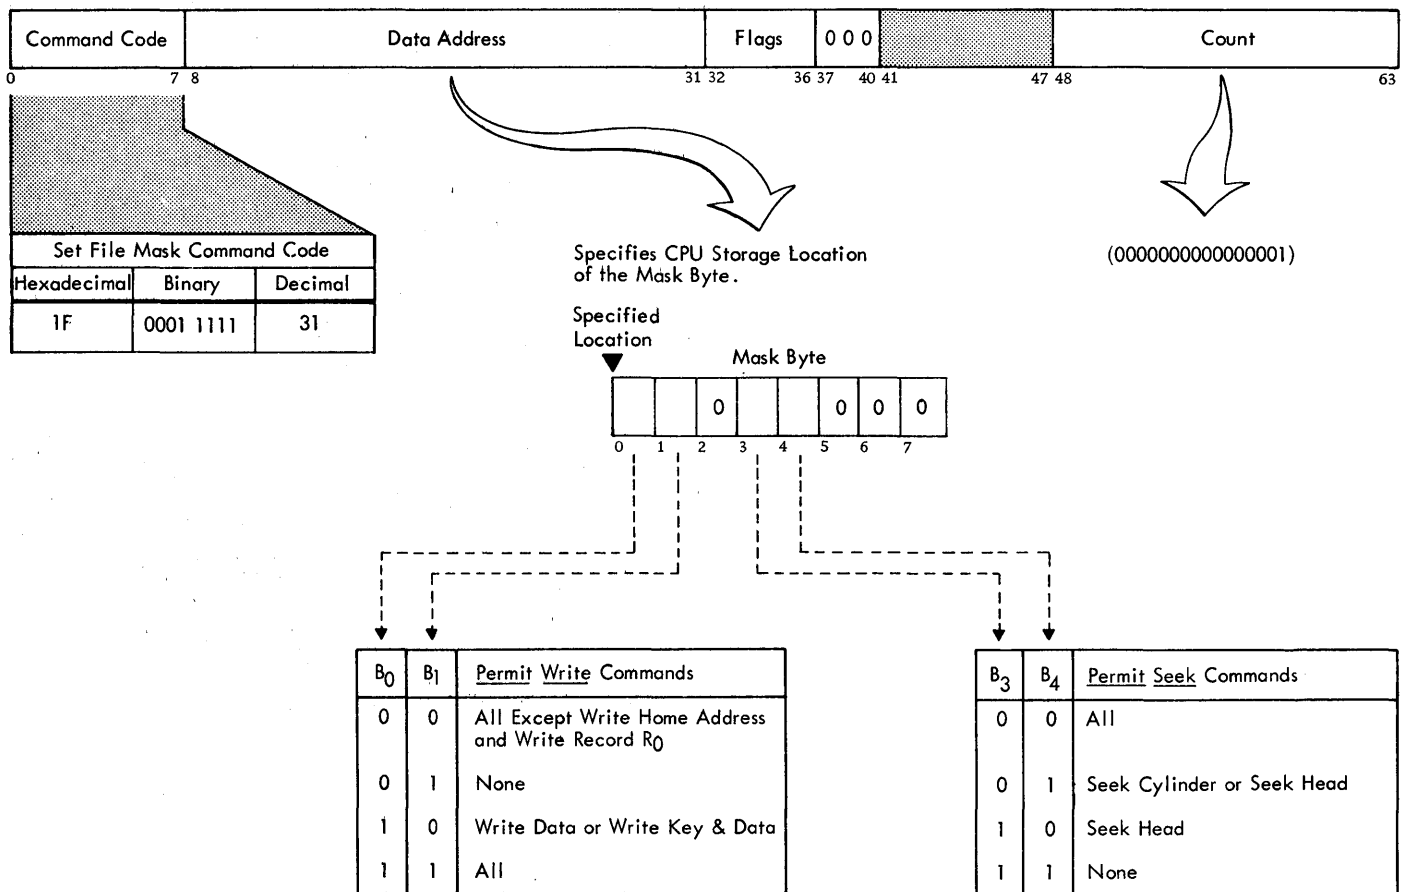 Command Code Data Address Flags 0 0 0 Count
0 7 8 31 32 36 37 40 41 47 48 63
Set File Mask Command Code
Hexadecimal Binary Decimal
1F 0001 1111 31
Specifies CPU Storage Location
of the Mask Byte.
(0000000000000001)
Specified
Location
Mask Byte
0 0 0 0
0 1 2 3 4 5 6 7
B0 B1 Permit Write Commands
0 0 All Except Write Home Address
and Write Record R0
0 1 None
1 0 Write Data or Write Key & Data
1 1 All
B3 B4 Permit Seek Commands
0 0 All
0 1 Seek Cylinder or Seek Head
1 0 Seek Head
1 1 None